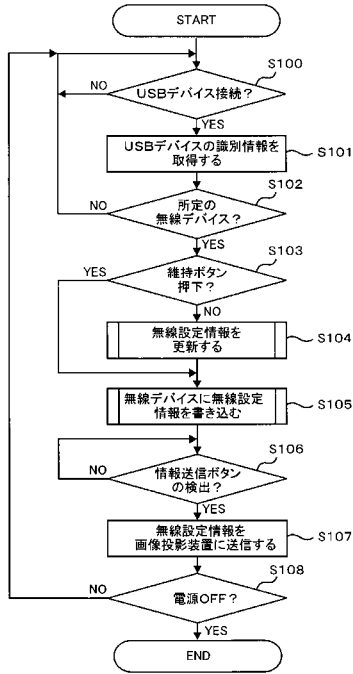 START
S100
USBデバイス接続？
NO
YES
USBデバイスの識別情報を
取得する
S101
S102
所定の
無線デバイス？
NO
YES
S103
維持ボタン
押下？
YES
NO
無線設定情報を
更新する
S104
無線デバイスに無線設定
情報を書き込む
S105
S106
情報送信ボタン
の検出？
NO
YES
無線設定情報を
画像投影装置に送信する
S107
S108
電源OFF？
NO
YES
END